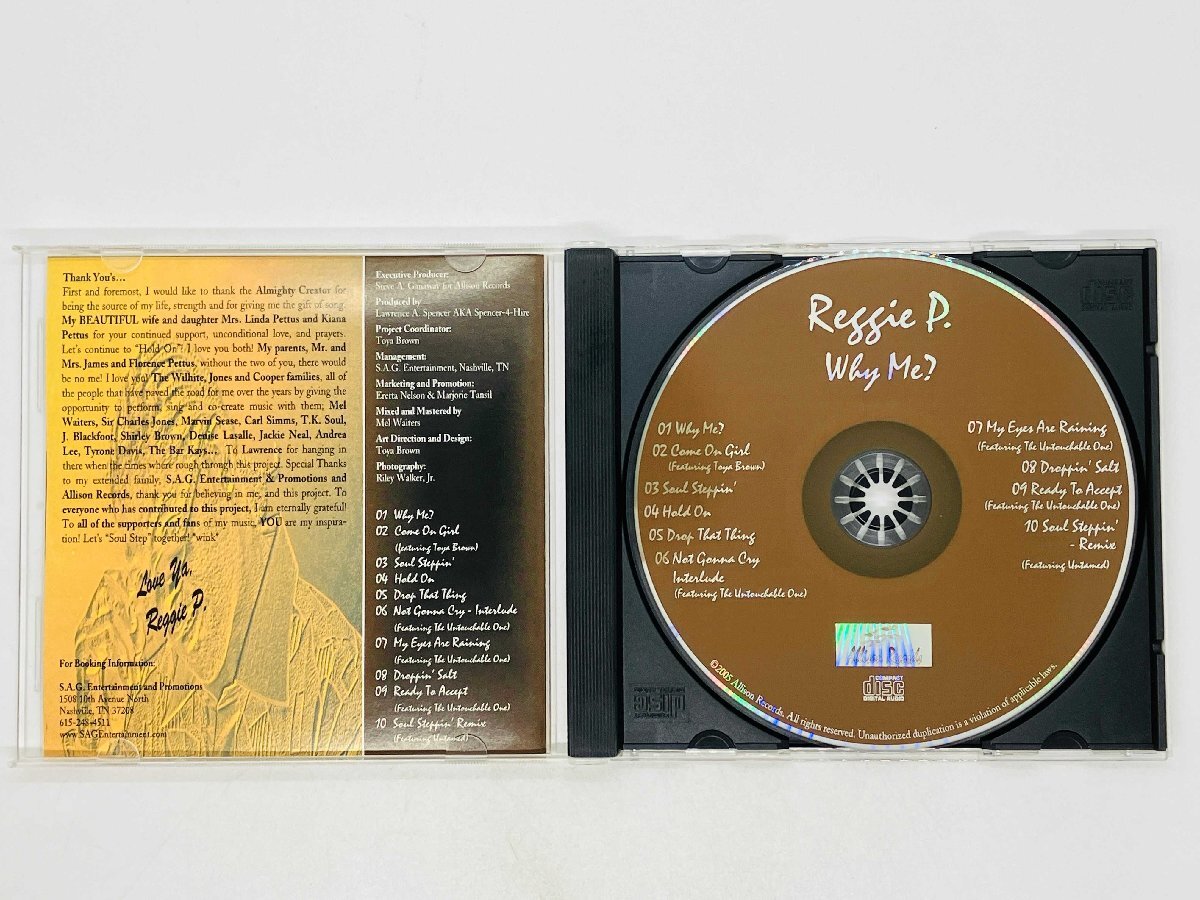 Thank You's...
First and foremost, I would like to thank the Almighty Creator for
being the source of my life, strength and for giving me the gift of song.
My BEAUTIFUL wife and daughter Mrs. Linda Pettus and Kiana
Pettus for your continued support, unconditional love, and prayers.
Let's continue to "Hold On"! I love you both! My parents, Mr. and
Mrs. James and Florence Pettus, without the two of you, there would
be no me! I love you! The Wilhite, Jones and Cooper families, all of
the people that have paved the road for me over the years by giving the
opportunity to perform, sing and co-create music with them; Mel
Waiters, Sir Charles Jones, Marvin Sease, Carl Simms, T.K. Soul,
J. Blackfoot, Shirley Brown, Denise Lasalle, Jackie Neal, Andrea
Lee, Tyrone Davis, The Bar Kays... To Lawrence for hanging in
there when the times where rough through this project. Special Thanks
to my extended family, S.A.G. Entertainment & Promotions and
Allison Records, thank you for believing in me, and this project. To
everyone who has contributed to this project, I am eternally grateful!
To all of the supporters and fans of my music, YOU are my inspira-
tion! Let's "Soul Step" together! *wink*
Love Ya,
Reggie P.
For Booking Information:
S.A.G. Entertainment and Promotions
1508 10th Avenue North
Nashville, TN 37208
615-248-4511
www.SAGEntertainment.com
Executive Producer:
Steve A. Ganaway for Allison Records
Produced by
Lawrence A. Spencer AKA Spencer-4-Hire
Project Coordinator:
Toya Brown
Management:
S.A.G. Entertainment, Nashville, TN
Marketing and Promotion:
Eretta Nelson & Marjorie Tansil
Mixed and Mastered by
Mel Waiters
Art Direction and Design:
Toya Brown
Photography:
Riley Walker, Jr.
01 Why Me?
02 Come On Girl
(featuring Toya Brown)
03 Soul Steppin'
04 Hold On
05 Drop That Thing
06 Not Gonna Cry - Interlude
(Featuring The Untouchable One)
07 My Eyes Are Raining
(Featuring The Untouchable One)
08 Droppin' Salt
09 Ready To Accept
(Featuring The Untouchable One)
10 Soul Steppin' Remix
(Featuring Untamed)
Reggie P.
Why Me?
01 Why Me?
02 Come On Girl
(Featuring Toya Brown)
03 Soul Steppin'
04 Hold On
05 Drop That Thing
06 Not Gonna Cry
Interlude
(Featuring The Untouchable One)
07 My Eyes Are Raining
(Featuring The Untouchable One)
08 Droppin' Salt
09 Ready To Accept
(Featuring The Untouchable One)
10 Soul Steppin'
- Remix
(Featuring Untamed)
COMPACT
disc
DIGITAL AUDIO
©2005 Allison Records. All rights reserved. Unauthorized duplication is a violation of applicable laws.